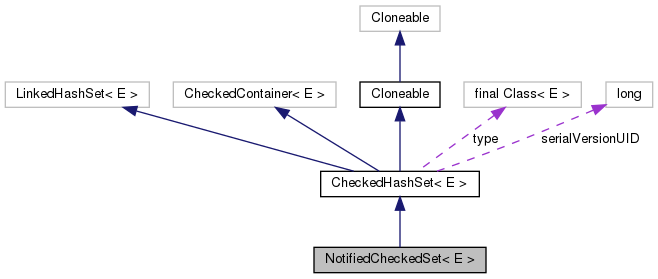 Cloneable
LinkedHashSet< E >
CheckedContainer< E >
Cloneable
final Class< E >
long
type
serialVersionUID
CheckedHashSet< E >
NotifiedCheckedSet< E >